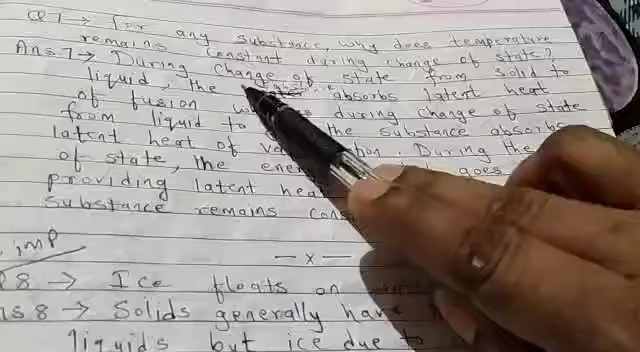 Q7 → For any substance, why does temperature
remains constant during change of state?
Ans 7 → During change of state from solid to
liquid, the absorbs latent heat
of fusion during change of state
from liquid to the substance absorbs
latent heat of . During the
of state, the goes
providing latent heat
substance remains
imp
8 → Ice floats on
ns 8 → Solids generally have
liquids but ice due to